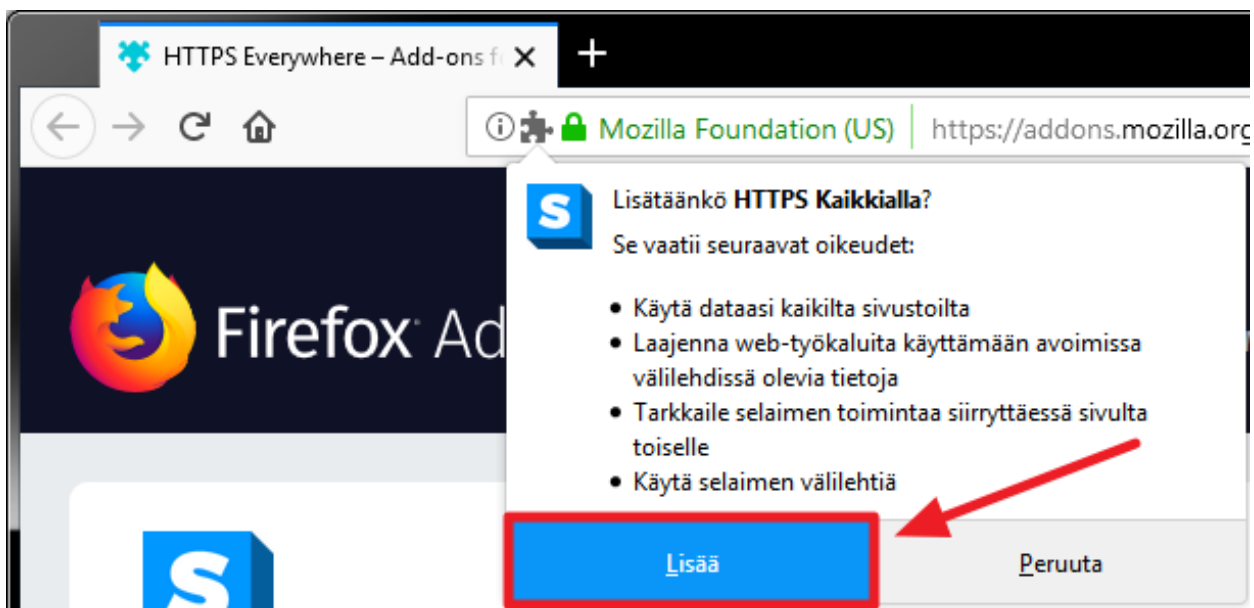 HTTPS Everywhere – Add-ons f
Mozilla Foundation (US) https://addons.mozilla.org
Lisätäänkö HTTPS Kaikkialla?
Se vaatii seuraavat oikeudet:
Firefox Ad
• Käytä dataasi kaikilta sivustoilta
• Laajenna web-työkaluita käyttämään avoimissa
välilehdissä olevia tietoja
• Tarkkaile selaimen toimintaa siirryttäessä sivulta
toiselle
• Käytä selaimen välilehtiä
Lisää Peruuta
S
S